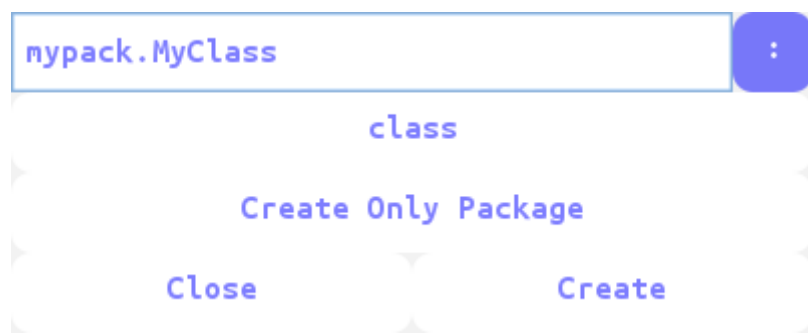 mypack.MyClass :
class
Create Only Package
Close Create